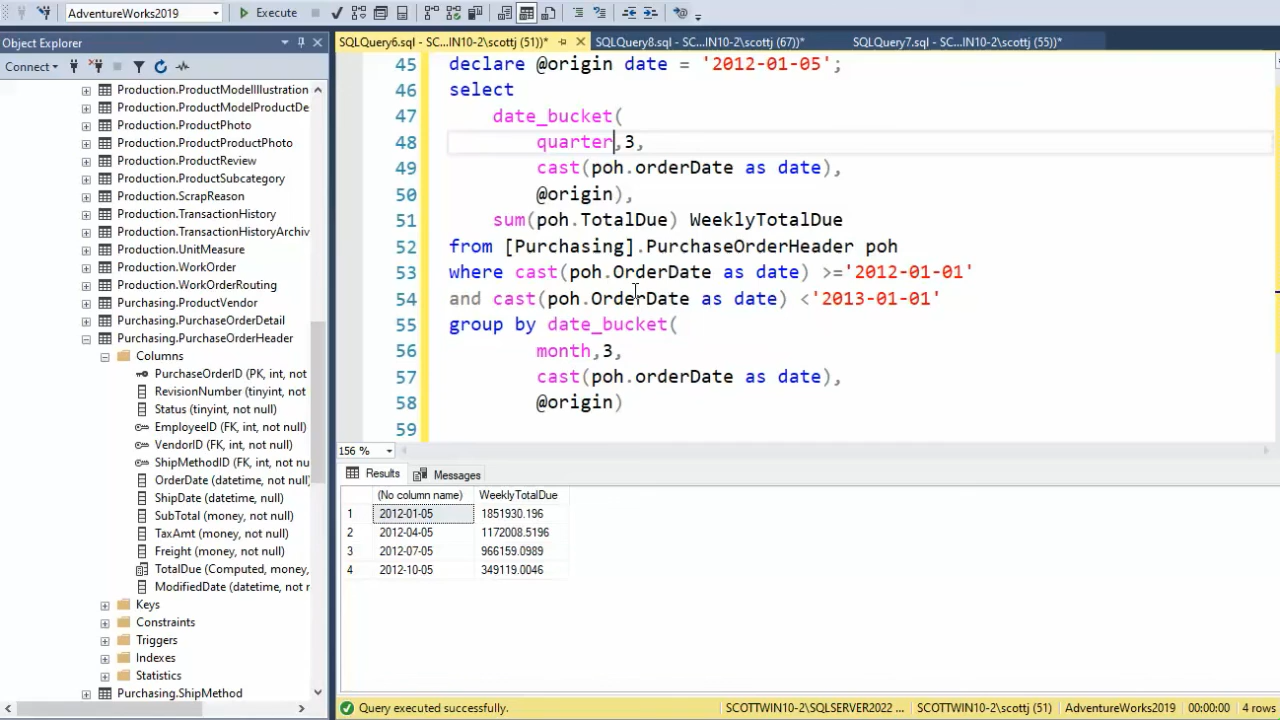 AdventureWorks2019
Execute
Object Explorer
Connect
Production.ProductModelIllustration
Production.ProductModelProductDe
Production.ProductPhoto
Production.ProductProductPhoto
Production.ProductReview
Production.ProductSubcategory
Production.ScrapReason
Production.TransactionHistory
Production.TransactionHistoryArchiv
Production.UnitMeasure
Production.WorkOrder
Production.WorkOrderRouting
Purchasing.ProductVendor
Purchasing.PurchaseOrderDetail
Purchasing.PurchaseOrderHeader
Columns
PurchaseOrderID (PK, int, not
RevisionNumber (tinyint, not
Status (tinyint, not null)
EmployeeID (FK, int, not null)
VendorID (FK, int, not null)
ShipMethodID (FK, int, not nu
OrderDate (datetime, not null)
ShipDate (datetime, null)
SubTotal (money, not null)
TaxAmt (money, not null)
Freight (money, not null)
TotalDue (Computed, money,
ModifiedDate (datetime, not r
Keys
Constraints
Triggers
Indexes
Statistics
Purchasing.ShipMethod
SQLQuery6.sql - SC...IN10-2\scottj (51))* SQLQuery8.sql - SC...IN10-2\scottj (67))* SQLQuery7.sql - SC...IN10-2\scottj (55))*
45 declare @origin date = '2012-01-05';
46 select
47 date_bucket(
48 quarter,3,
49 cast(poh.orderDate as date),
50 @origin),
51 sum(poh.TotalDue) WeeklyTotalDue
52 from [Purchasing].PurchaseOrderHeader poh
53 where cast(poh.OrderDate as date) >='2012-01-01'
54 and cast(poh.OrderDate as date) <'2013-01-01'
55 group by date_bucket(
56 month,3,
57 cast(poh.orderDate as date),
58 @origin)
59
156 %
Results Messages
(No column name) WeeklyTotalDue
1 2012-01-05 1851930.196
2 2012-04-05 1172008.5196
3 2012-07-05 966159.0989
4 2012-10-05 349119.0046
Query executed successfully. SCOTTWIN10-2\SQLSERVER2022 ... SCOTTWIN10-2\scottj (51) AdventureWorks2019 00:00:00 4 rows